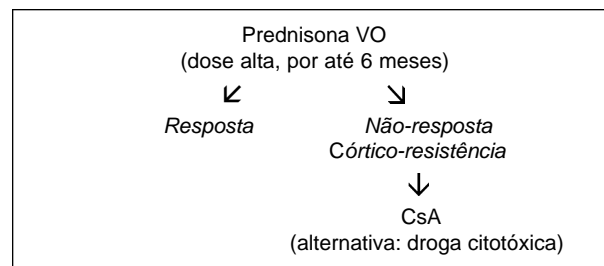 Prednisona VO
(dose alta, por até 6 meses)
Resposta
Não-resposta
Córtico-resistência
CsA
(alternativa: droga citotóxica)